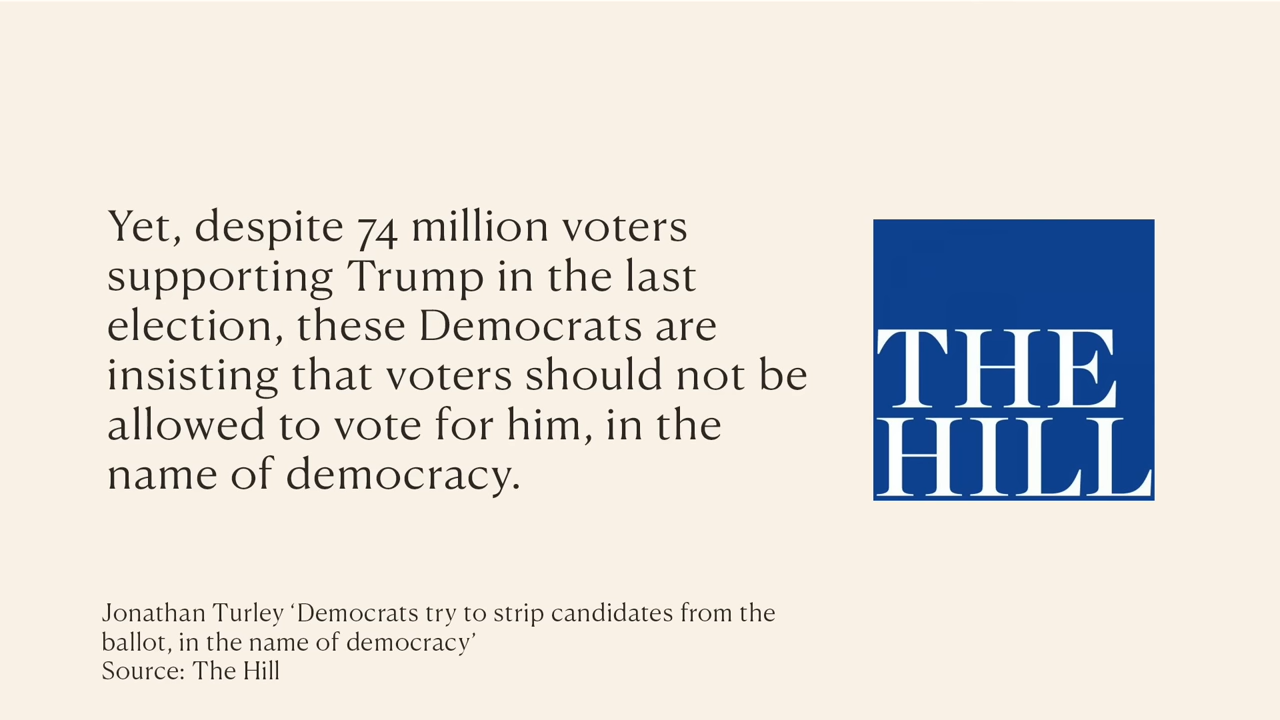 Yet, despite 74 million voters
supporting Trump in the last
election, these Democrats are
insisting that voters should not be
allowed to vote for him, in the
name of democracy.
THE
HILL
Jonathan Turley ‘Democrats try to strip candidates from the
ballot, in the name of democracy’
Source: The Hill